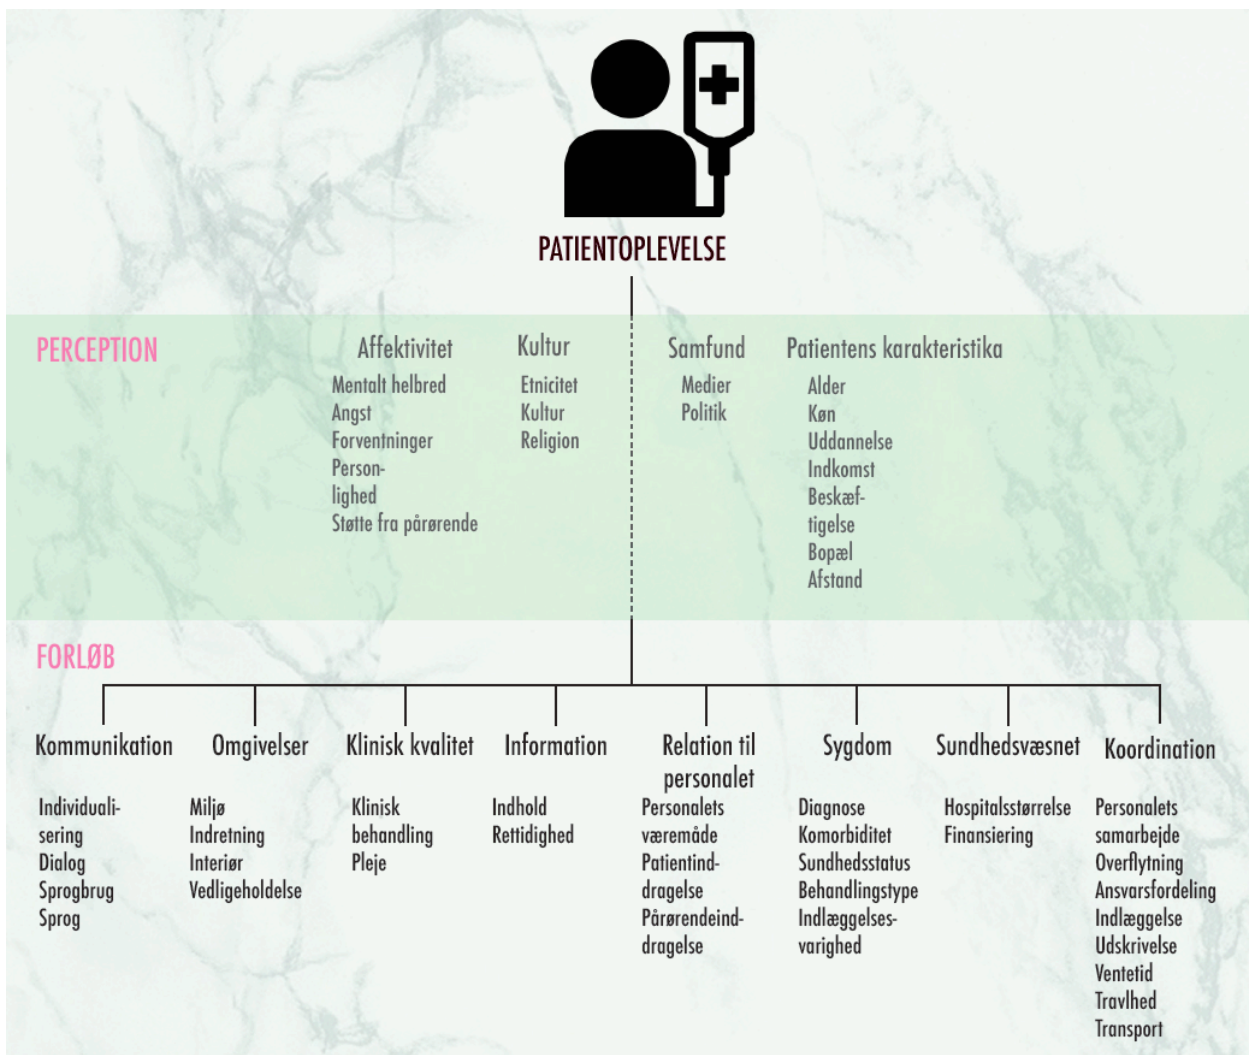 PATIENTOPLEVELSE
PERCEPTION
Affektivitet
Mentalt helbred
Angst
Forventninger
Person-
lighed
Støtte fra pårørende
Kultur
Etnicitet
Kultur
Religion
Samfund
Medier
Politik
Patientens karakteristika
Alder
Køn
Uddannelse
Indkomst
Beskæf-
tigelse
Bopæl
Afstand
FORLØB
Kommunikation
Individuali-
sering
Dialog
Sprogbrug
Sprog
Omgivelser
Miljø
Indretning
Interiør
Vedligeholdelse
Klinisk kvalitet
Klinisk
behandling
Pleje
Information
Indhold
Rettidighed
Relation til
personalet
Personalets
væremåde
Patientind-
dragelse
Pårørendeind-
dragelse
Sygdom
Diagnose
Komorbiditet
Sundhedsstatus
Behandlingstype
Indlæggelses-
varighed
Sundhedsvæsnet
Hospitalsstørrelse
Finansiering
Koordination
Personalets
samarbejde
Overflytning
Ansvarsfordeling
Indlæggelse
Udskrivelse
Ventetid
Travlhed
Transport